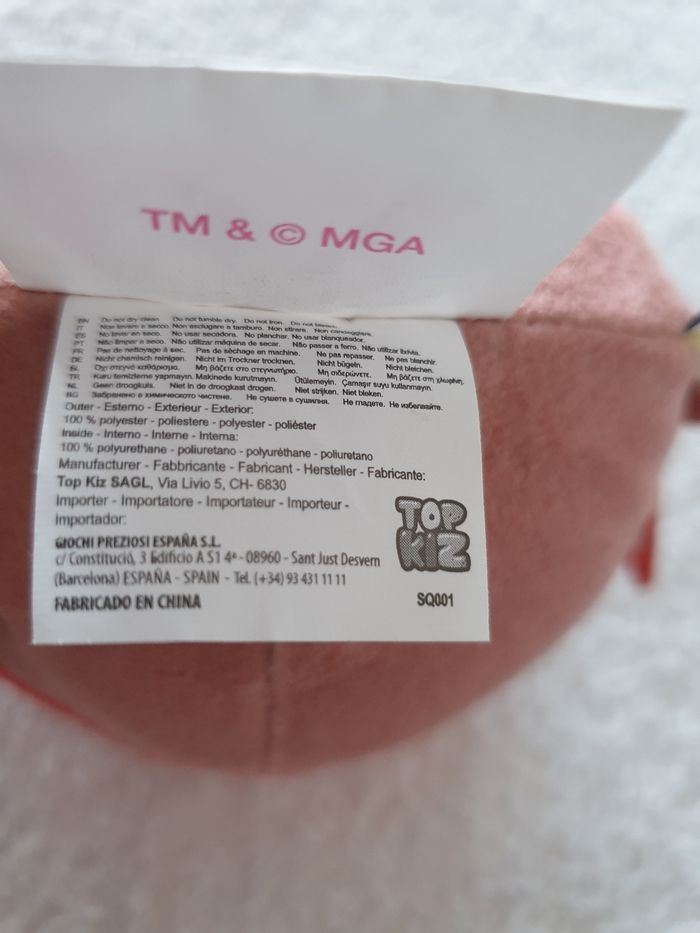 TM & © MGA
EN Do not dry clean. Do not tumble dry. Do not iron. Do not bleach.
IT Non lavare a secco. Non asciugare a tamburo. Non stirare. Non candeggiare.
ES No lavar en seco. No usar secadora. No planchar. No usar blanqueador.
PT Não limpar a seco. Não utilizar máquina de secar. Não passar a ferro. Não utilizar lixívia.
FR Pas de nettoyage à sec. Pas de sèchage en machine. Ne pas repasser. Ne pas blanchir.
DE Nicht chemisch reinigen. Nicht im Trockner trocknen. Nicht bügeln. Nicht bleichen.
EL Όχι στεγνό καθάρισμα. Μη βάζετε στο στεγνωτήριο. Μη σιδερώνετε. Μη βάζετε στη χλωρίνη.
TR Kuru temizleme yapmayın. Makinede kurutmayın. Ütülemeyin. Çamaşır suyu kullanmayın.
NL Geen droogkuis. Niet in de droogkast drogen. Niet strijken. Niet bleken.
BG Забранено е химическото чистене. Не сушете в сушилня. Не гладете. Не избелвайте.
Outer - Esterno - Exterieur - Exterior:
100 % polyester - poliestere - polyester - poliéster
Inside - Interno - Interne - Interna:
100 % polyurethane - poliuretano - polyuréthane - poliuretano
Manufacturer - Fabbricante - Fabricant - Hersteller - Fabricante:
Top Kiz SAGL, Via Livio 5, CH- 6830
Importer - Importatore - Importateur - Importeur -
Importador:
GIOCHI PREZIOSI ESPAÑA S.L.
c/ Constitució, 3 Edificio A S1 4ª - 08960 - Sant Just Desvern
(Barcelona) ESPAÑA - SPAIN - Tel. (+34) 93 431 11 11
FABRICADO EN CHINA
TOP
KIZ
SQ001